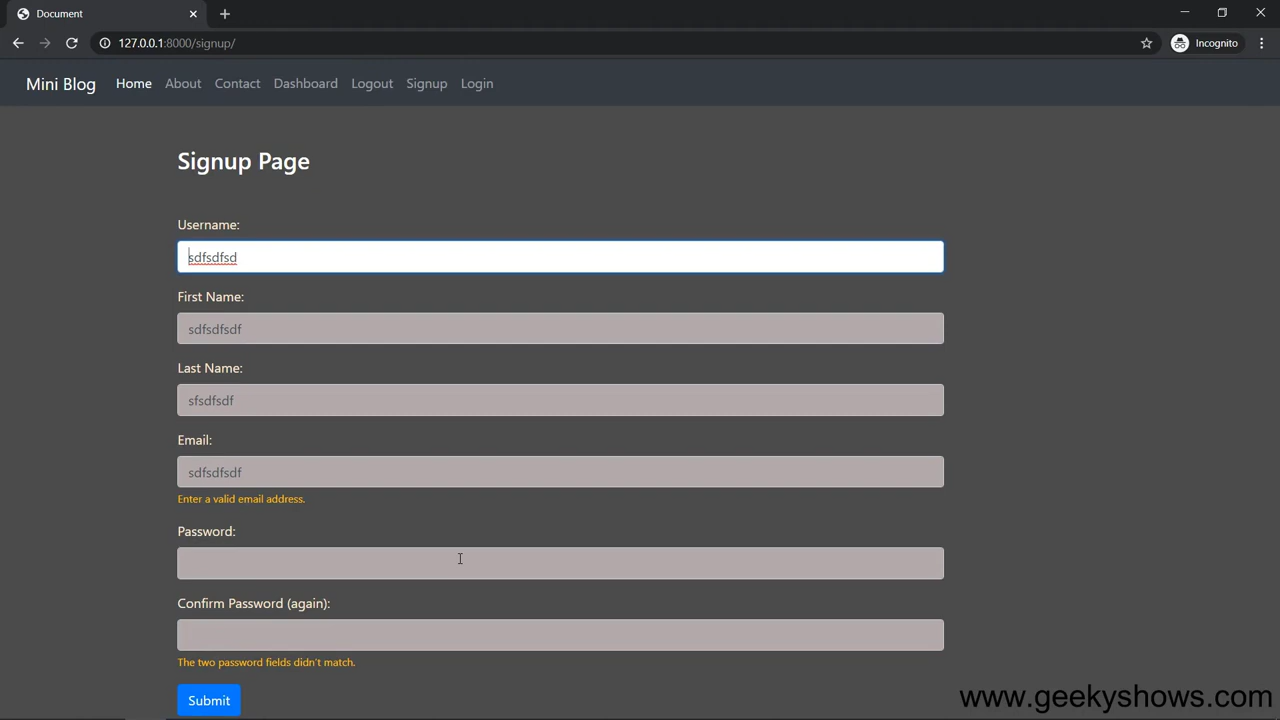 Document
127.0.0.1:8000/signup/
Incognito
Mini Blog Home About Contact Dashboard Logout Signup Login
Signup Page
Username:
sdfsdfsd
First Name:
sdfsdfsdf
Last Name:
sfsdfsdf
Email:
sdfsdfsdf
Enter a valid email address.
Password:
Confirm Password (again):
The two password fields didn't match.
Submit
www.geekyshows.com